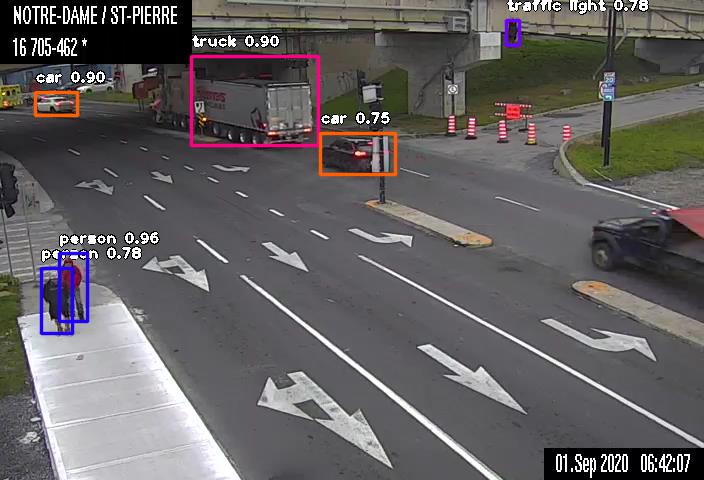 NOTRE-DAME / ST-PIERRE
16 705-462 *
traffic light 0.78
truck 0.90
car 0.90
car 0.75
person 0.96
person 0.78
01.Sep 2020 06:42:07